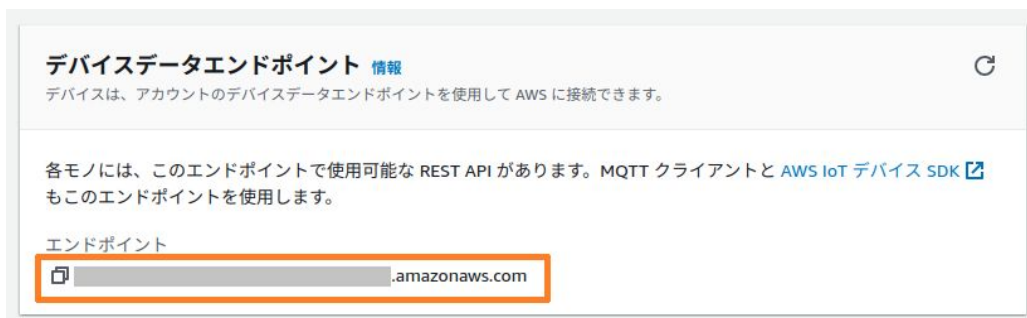 デバイスデータエンドポイント 情報
デバイスは、アカウントのデバイスデータエンドポイントを使用して AWS に接続できます。
各モノには、このエンドポイントで使用可能な REST API があります。MQTT クライアントと AWS IoT デバイス SDK
もこのエンドポイントを使用します。
エンドポイント
.amazonaws.com